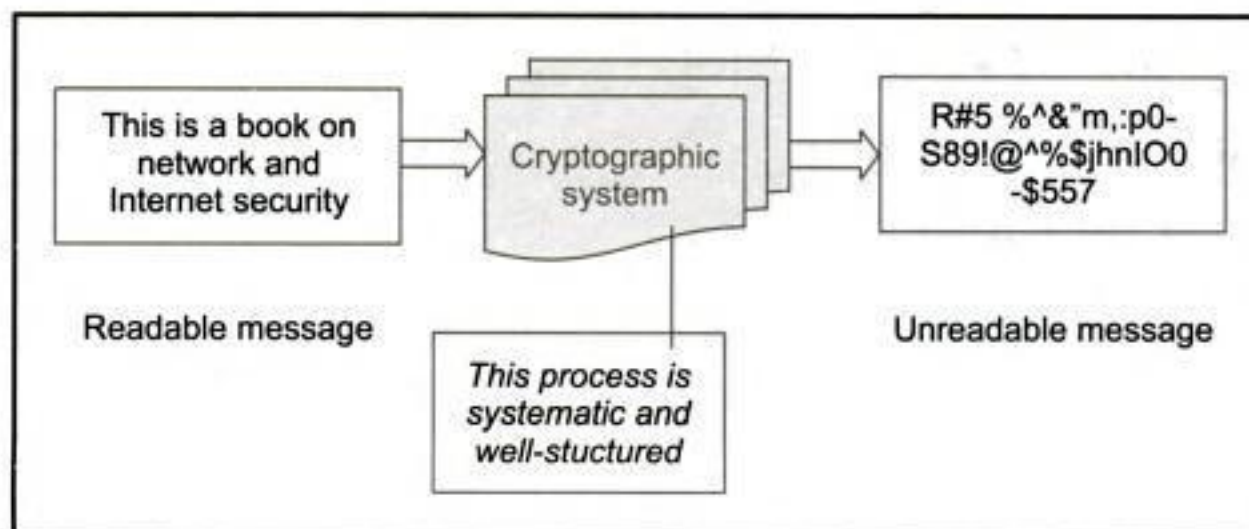 This is a book on
network and
Internet security
Cryptographic
system
R#5 %^&"m,:p0-
S89!@^%$jhnIO0
-$557
Readable message
Unreadable message
This process is
systematic and
well-stuctured